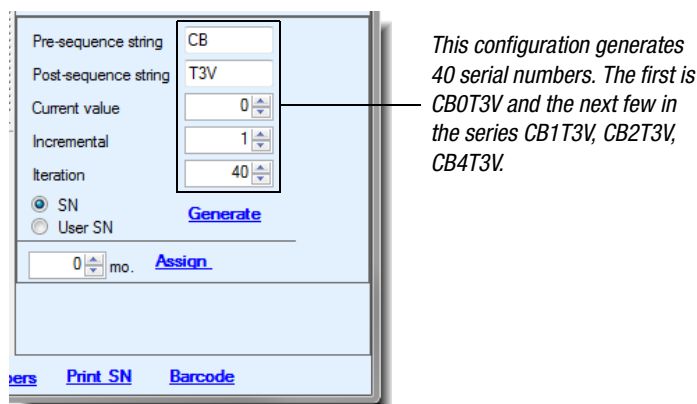 Pre-sequence string CB
Post-sequence string T3V
Current value 0
Incremental 1
Iteration 40
SN
User SN
Generate
0 mo. Assign
Print SN Barcode
This configuration generates
40 serial numbers. The first is
CB0T3V and the next few in
the series CB1T3V, CB2T3V,
CB4T3V.